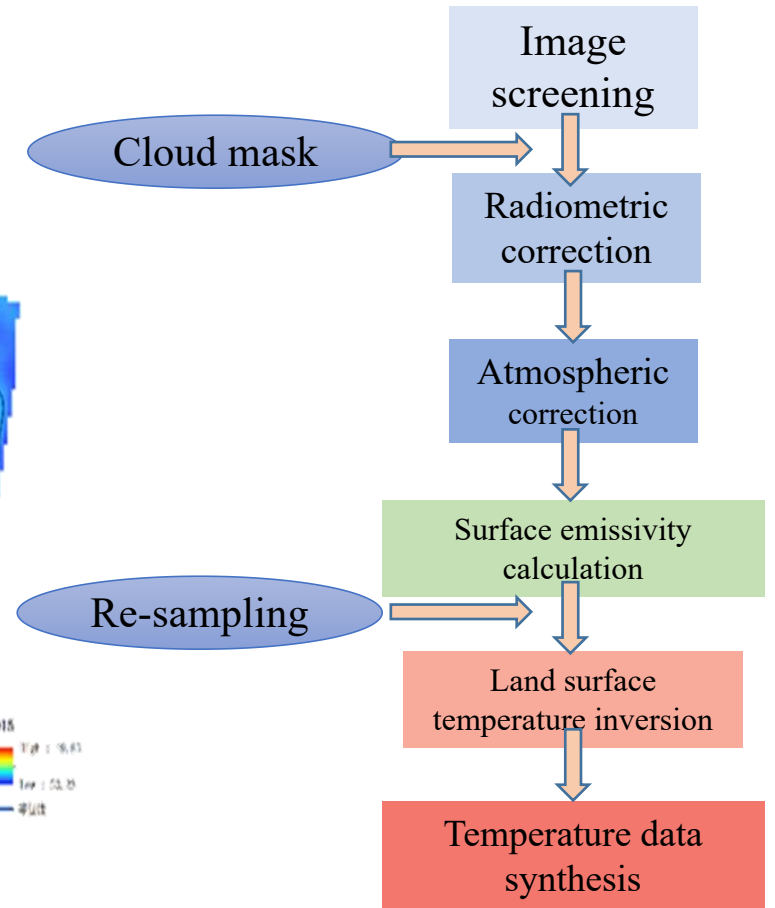 Image
screening
Cloud mask
Radiometric
correction
Atmospheric
correction
Surface emissivity
calculation
Re-sampling
Land surface
temperature inversion
Temperature data
synthesis